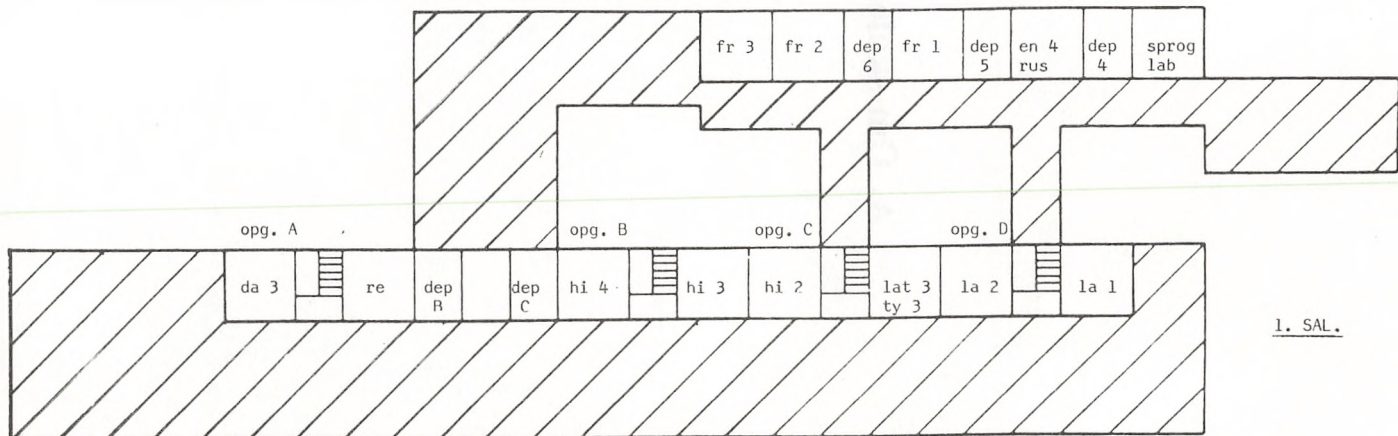 fr 3 fr 2 dep 6 fr 1 dep 5 en 4 rus dep 4 sprog lab
opg. A opg. B opg. C opg. D
da 3 re dep B dep C hi 4 hi 3 hi 2 lat 3 ty 3 la 2 la 1
1. SAL.